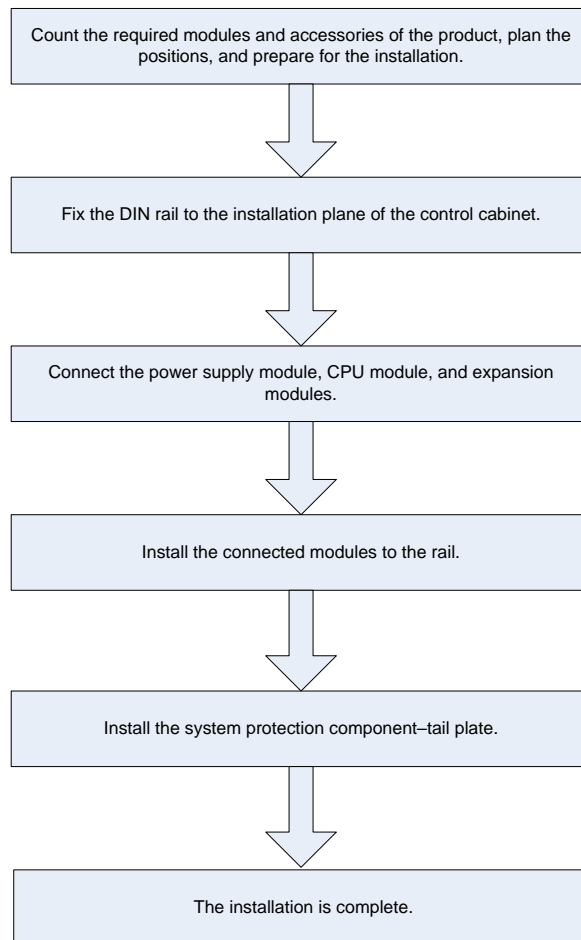 Count the required modules and accessories of the product, plan the
positions, and prepare for the installation.
Fix the DIN rail to the installation plane of the control cabinet.
Connect the power supply module, CPU module, and expansion
modules.
Install the connected modules to the rail.
Install the system protection component–tail plate.
The installation is complete.